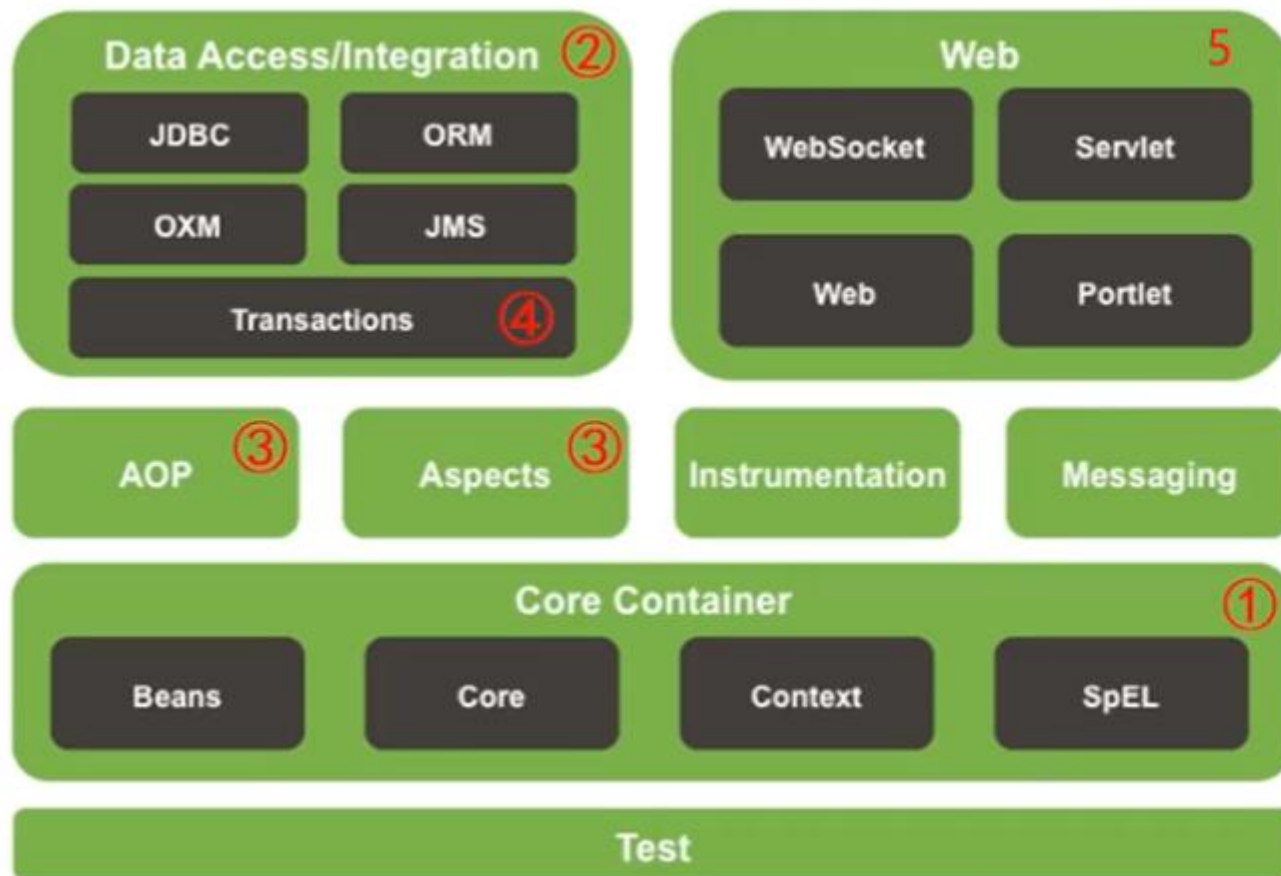 Data Access/Integration ②
JDBC ORM
OXM JMS
Transactions ④
Web 5
WebSocket Servlet
Web Portlet
AOP ③
Aspects ③
Instrumentation
Messaging
Core Container ①
Beans Core Context SpEL
Test